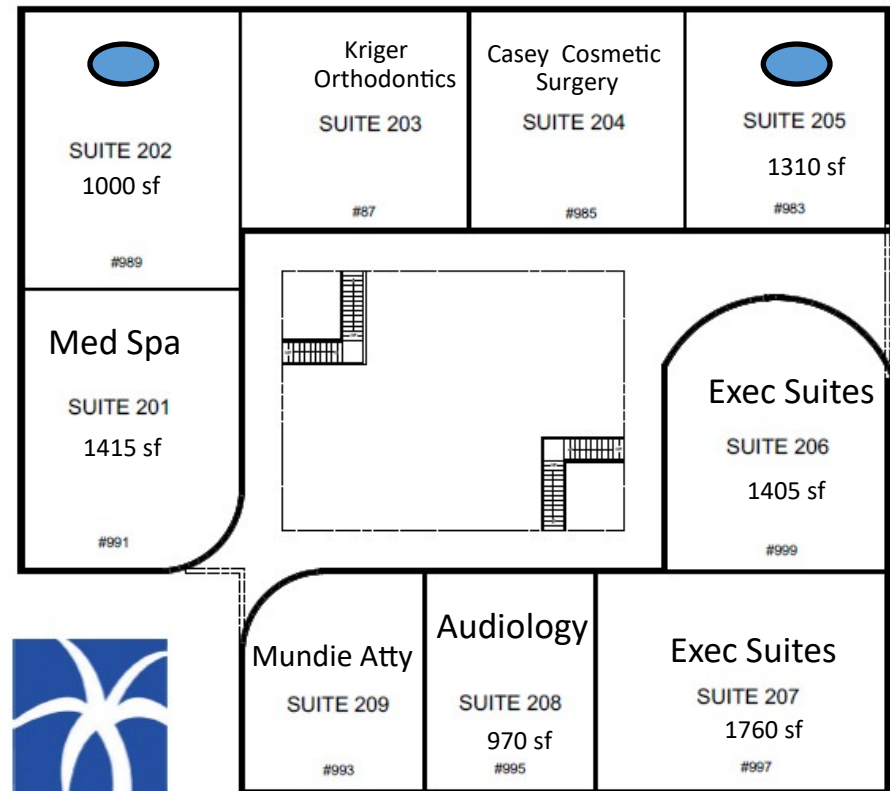 SUITE 202
1000 sf
#989
Kriger
Orthodontics
SUITE 203
#87
Casey Cosmetic
Surgery
SUITE 204
#985
SUITE 205
1310 sf
#983
Med Spa
SUITE 201
1415 sf
#991
Exec Suites
SUITE 206
1405 sf
#999
Mundie Atty
SUITE 209
#993
Audiology
SUITE 208
970 sf
#995
Exec Suites
SUITE 207
1760 sf
#997